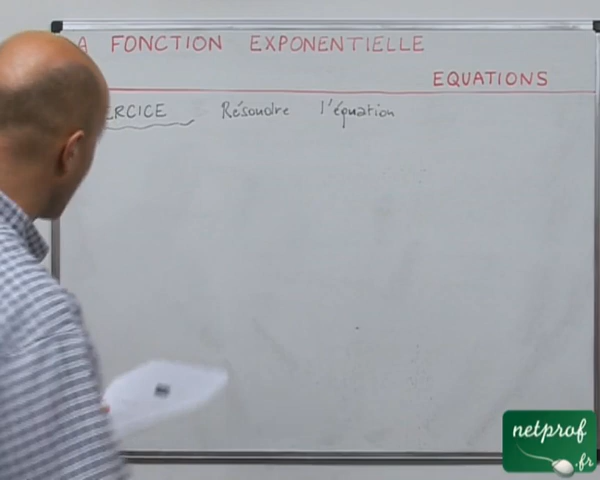 A FONCTION EXPONENTIELLE
EQUATIONS
ERCICE Résoudre l'équation
netprof
.fr